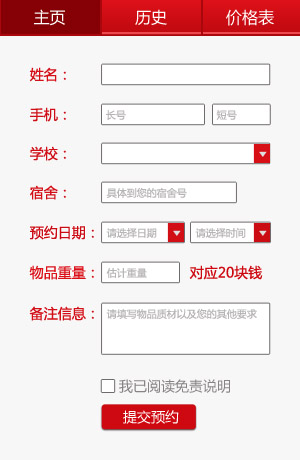 主页 历史 价格表
姓名：
手机： 长号 短号
学校：
宿舍： 具体到您的宿舍号
预约日期： 请选择日期 请选择时间
物品重量： 估计重量 对应20块钱
备注信息： 请填写物品质材以及您的其他要求
我已阅读免责说明
提交预约